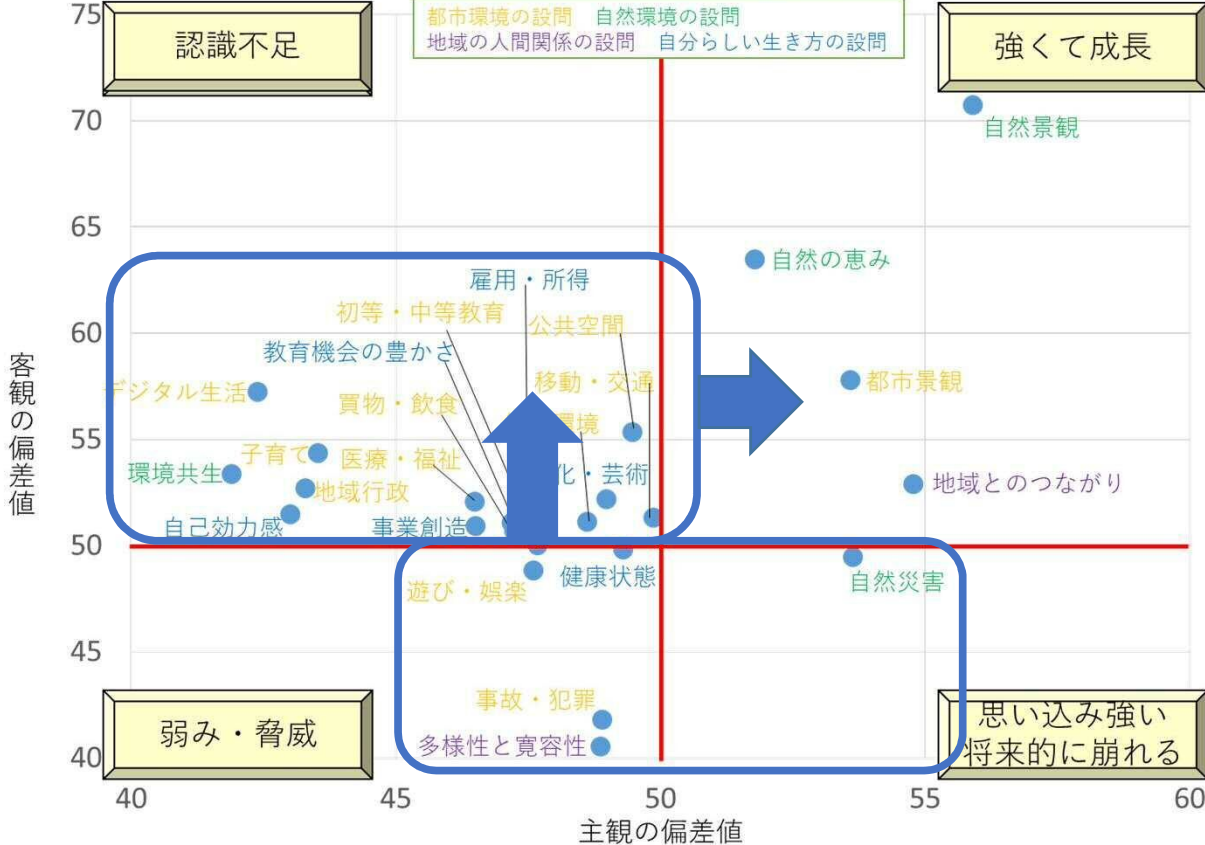 都市環境の設問 自然環境の設問
地域の人間関係の設問 自分らしい生き方の設問
認識不足
強くて成長
75
70
65
60
55
50
45
40
客観の偏差値
自然景観
自然の恵み
雇用・所得
初等・中等教育
公共空間
教育機会の豊かさ
移動・交通
都市景観
デジタル生活
買物・飲食
環境
子育て
医療・福祉
化・芸術
環境共生
地域行政
地域とのつながり
自己効力感
事業創造
健康状態
自然災害
遊び・娯楽
事故・犯罪
多様性と寛容性
弱み・脅威
思い込み強い
将来的に崩れる
40 45 50 55 60
主観の偏差値